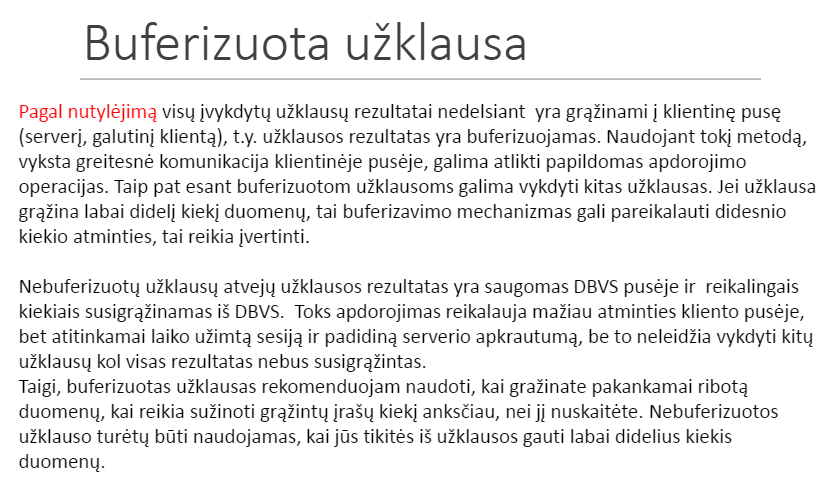 Buferizuota užklausa
Pagal nutylėjimą visų įvykdytų užklausų rezultatai nedelsiant  yra grąžinami į klientinę pusę
(serverį, galutinį klientą), t.y. užklausos rezultatas yra buferizuojamas. Naudojant tokį metodą,
vyksta greitesnė komunikacija klientinėje pusėje, galima atlikti papildomas apdorojimo
operacijas. Taip pat esant buferizuotom užklausoms galima vykdyti kitas užklausas. Jei užklausa
grąžina labai didelį kiekį duomenų, tai buferizavimo mechanizmas gali pareikalauti didesnio
kiekio atminties, tai reikia įvertinti.
Nebuferizuotų užklausų atvejų užklausos rezultatas yra saugomas DBVS pusėje ir  reikalingais
kiekiais susigrąžinamas iš DBVS.  Toks apdorojimas reikalauja mažiau atminties kliento pusėje,
bet atitinkamai laiko užimtą sesiją ir padidiną serverio apkrautumą, be to neleidžia vykdyti kitų
užklausų kol visas rezultatas nebus susigrąžintas.
Taigi, buferizuotas užklausas rekomenduojam naudoti, kai gražinate pakankamai ribotą
duomenų, kai reikia sužinoti grąžintų įrašų kiekį anksčiau, nei jį nuskaitėte. Nebuferizuotos
užklauso turėtų būti naudojamas, kai jūs tikitės iš užklausos gauti labai didelius kiekis
duomenų.